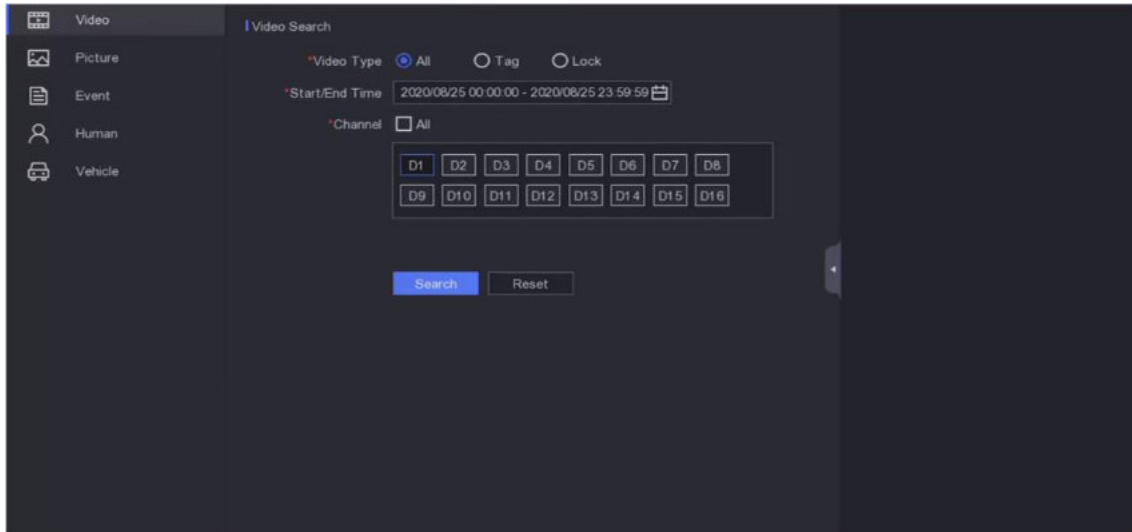 Video
Picture
Event
Human
Vehicle
Video Search
*Video Type All Tag Lock
*Start/End Time 2020/08/25 00:00:00 - 2020/08/25 23:59:59
*Channel All
D1 D2 D3 D4 D5 D6 D7 D8
D9 D10 D11 D12 D13 D14 D15 D16
Search Reset